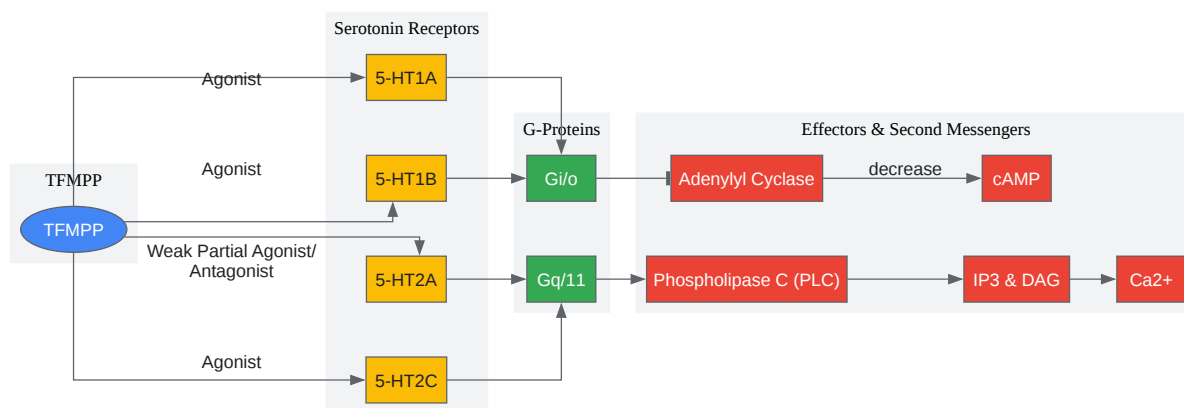 Serotonin Receptors
Agonist
5-HT1A
G-Proteins
Effectors & Second Messengers
TFMPP
Agonist
5-HT1B
Gi/o
Adenylyl Cyclase
decrease
cAMP
TFMPP
Weak Partial Agonist/
Antagonist
5-HT2A
Gq/11
Phospholipase C (PLC)
IP3 & DAG
Ca2+
Agonist
5-HT2C